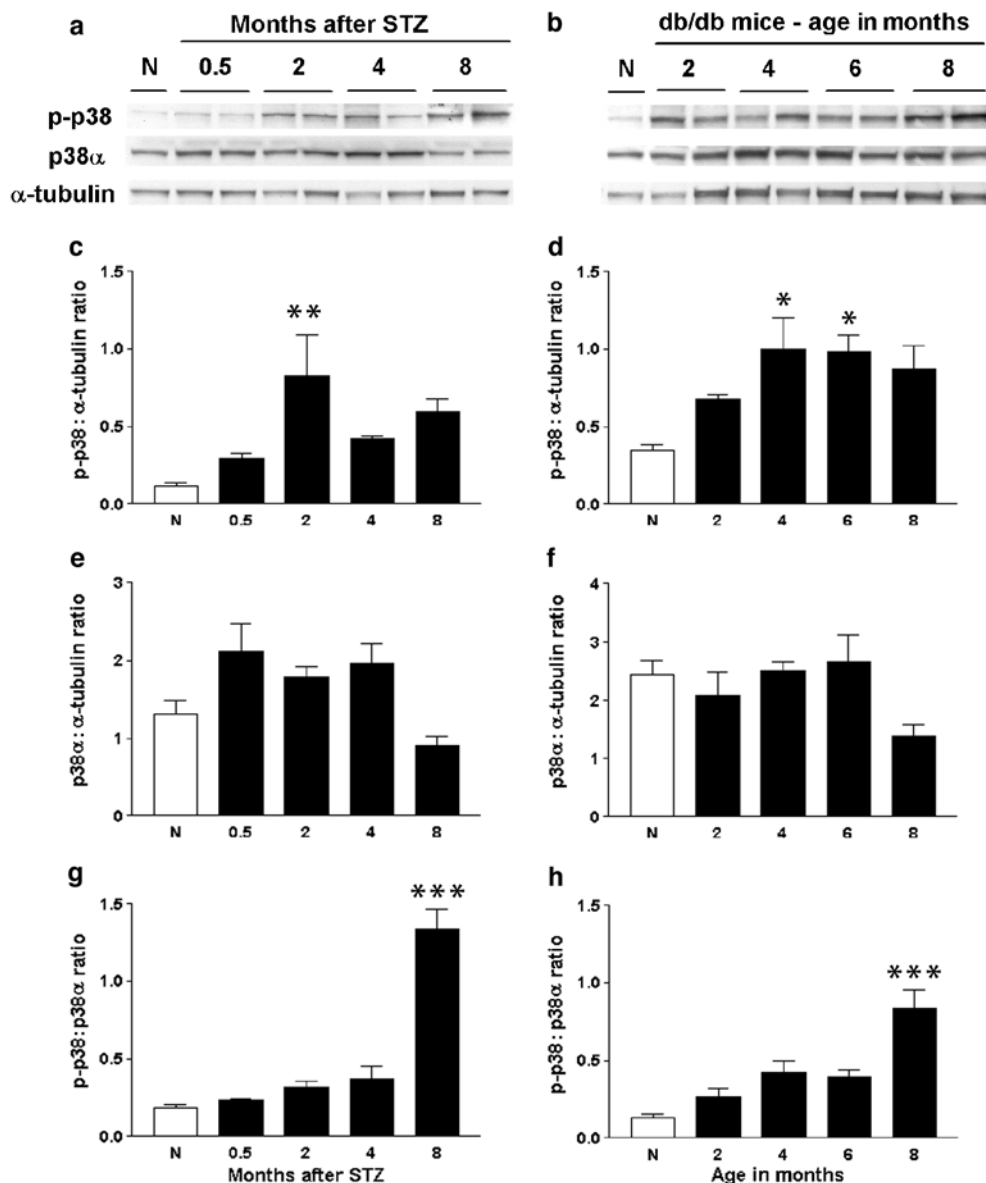 a Months after STZ
N 0.5 2 4 8
p-p38
p38α
α-tubulin
b db/db mice - age in months
N 2 4 6 8
c
p-p38 : α-tubulin ratio
1.5
1.0
0.5
0.0
**
N 0.5 2 4 8
d
p-p38 : α-tubulin ratio
1.5
1.0
0.5
0.0
* *
N 2 4 6 8
e
p38α : α-tubulin ratio
3
2
1
0
N 0.5 2 4 8
f
p38α : α-tubulin ratio
4
3
2
1
0
N 2 4 6 8
g
p-p38 : p38α ratio
1.5
1.0
0.5
0.0
***
N 0.5 2 4 8
Months after STZ
h
p-p38 : p38α ratio
1.5
1.0
0.5
0.0
***
N 2 4 6 8
Age in months